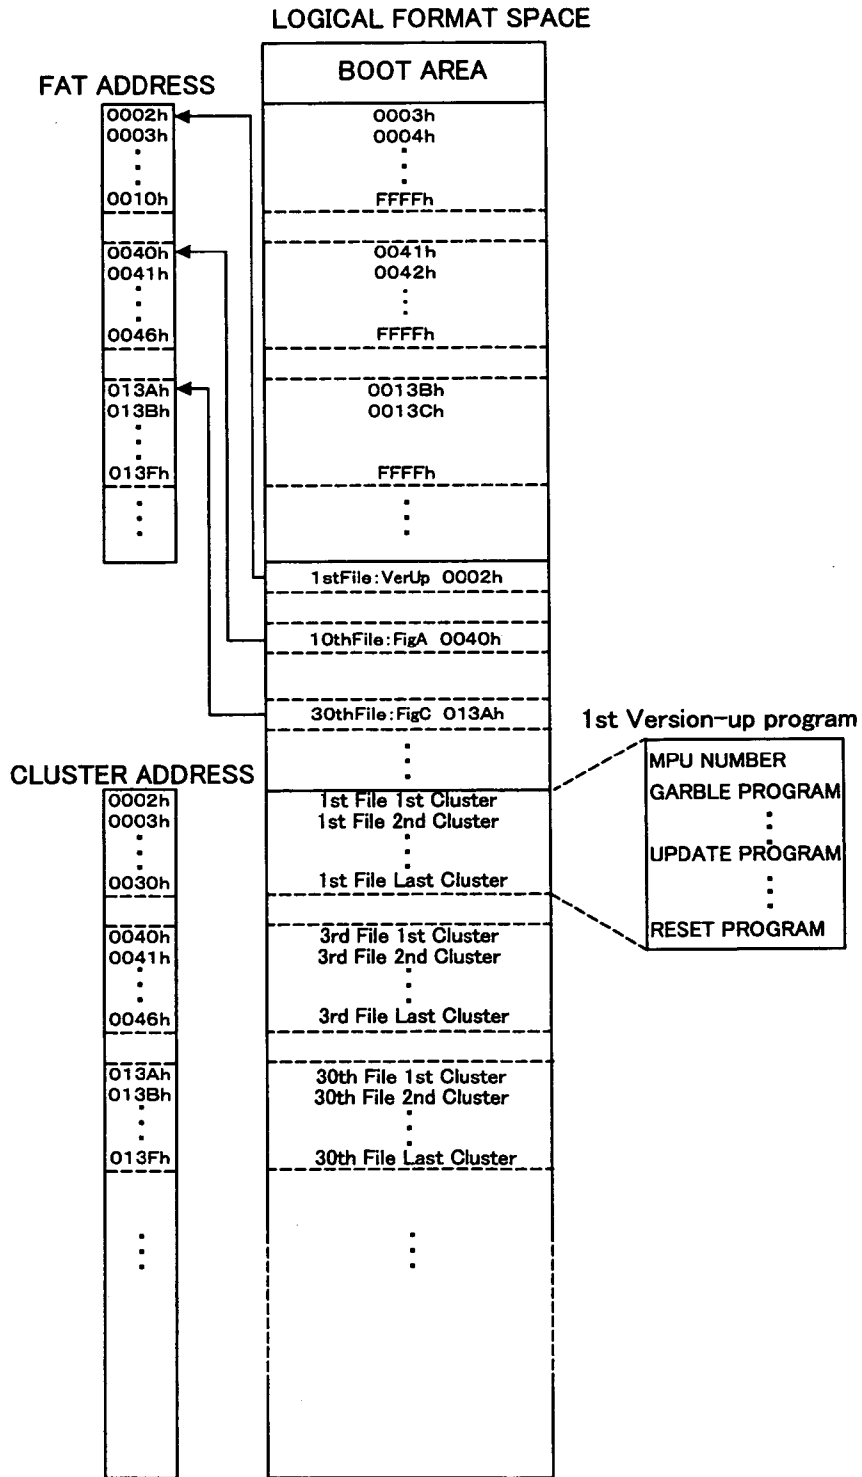 LOGICAL FORMAT SPACE
BOOT AREA
FAT ADDRESS
0002h 0003h
0003h 0004h
0010h FFFFh
0040h 0041h
0041h 0042h
0046h FFFFh
013Ah 0013Bh
013Bh 0013Ch
013Fh FFFFh
1stFile:VerUp 0002h
10thFile:FigA 0040h
30thFile:FigC 013Ah
1st Version-up program
MPU NUMBER
GARBLE PROGRAM
UPDATE PROGRAM
RESET PROGRAM
CLUSTER ADDRESS
0002h 1st File 1st Cluster
0003h 1st File 2nd Cluster
0030h 1st File Last Cluster
0040h 3rd File 1st Cluster
0041h 3rd File 2nd Cluster
0046h 3rd File Last Cluster
013Ah 30th File 1st Cluster
013Bh 30th File 2nd Cluster
013Fh 30th File Last Cluster